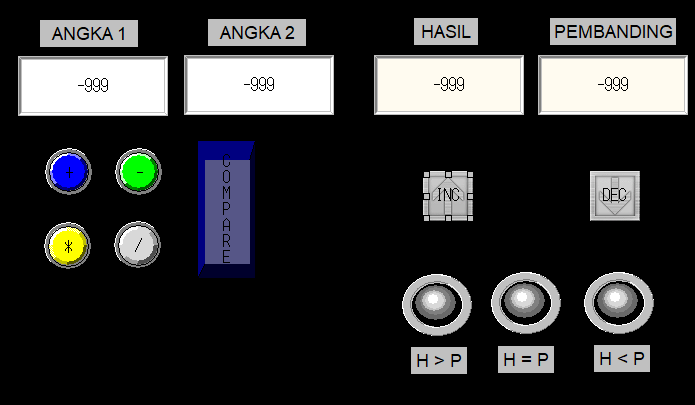 ANGKA 1
ANGKA 2
HASIL
PEMBANDING
-999
-999
-999
-999
+
-
COMPARE
INC
DEC
*
/
H > P
H = P
H < P